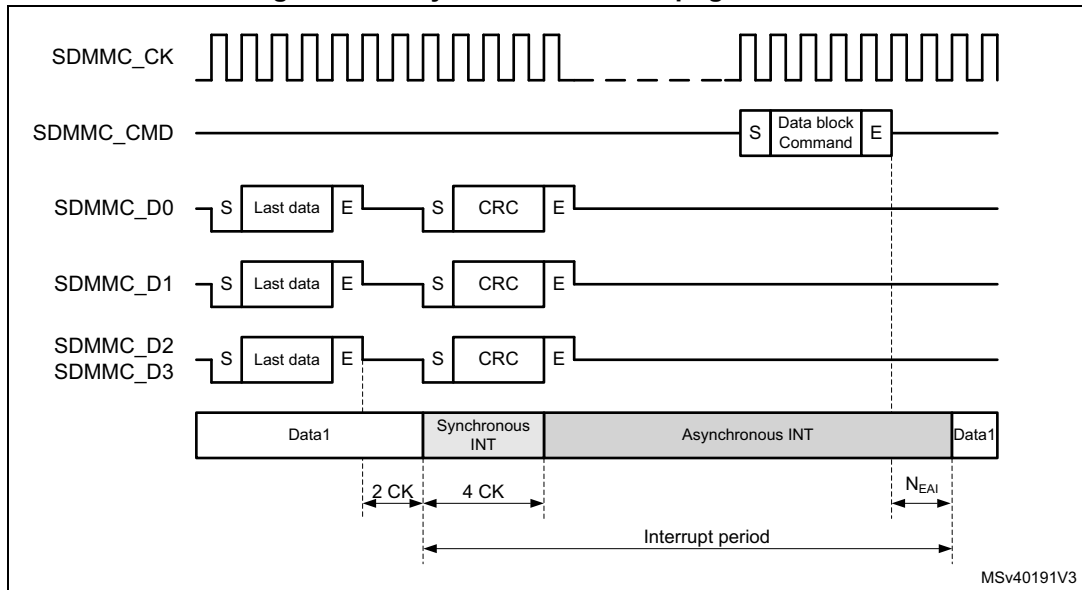 SDMMC_CK
SDMMC_CMD
S Data block Command E
SDMMC_D0
S Last data E S CRC E
SDMMC_D1
S Last data E S CRC E
SDMMC_D2
SDMMC_D3
S Last data E S CRC E
Data1 Synchronous INT Asynchronous INT Data1
2 CK 4 CK NEAI
Interrupt period
MSv40191V3